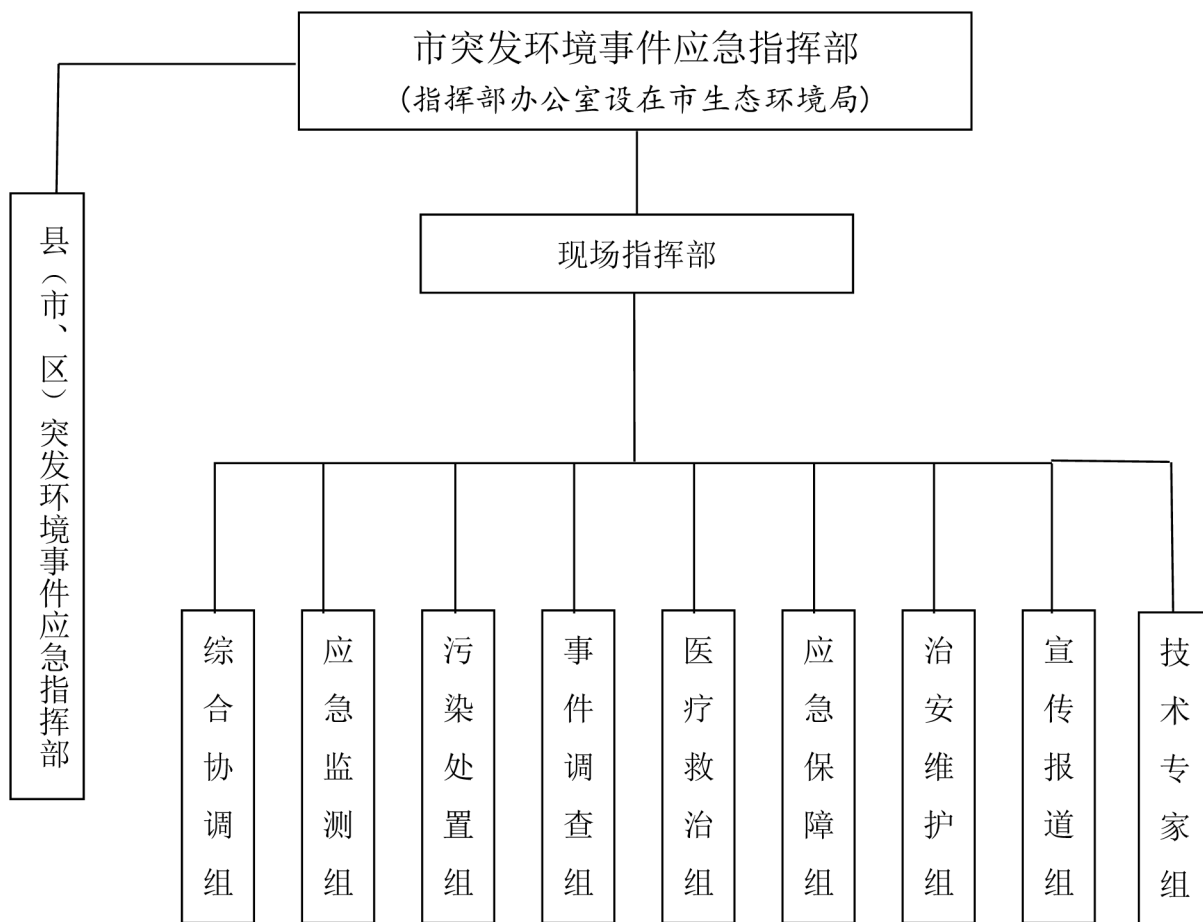 市突发环境事件应急指挥部
(指挥部办公室设在市生态环境局)
县（市、区）突发环境事件应急指挥部
现场指挥部
综合协调组
应急监测组
污染处置组
事件调查组
医疗救治组
应急保障组
治安维护组
宣传报道组
技术专家组